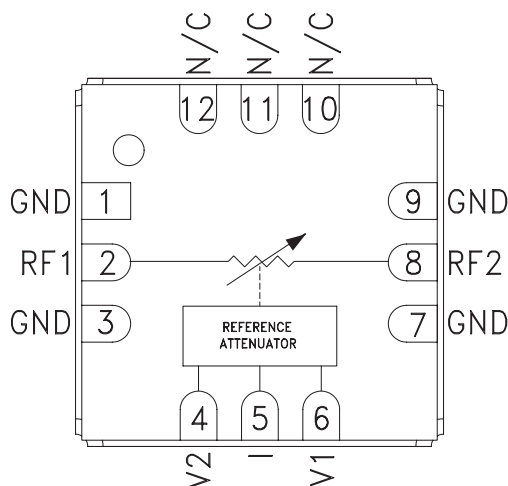 N/C N/C N/C
12 11 10
GND 1 9 GND
RF1 2 8 RF2
GND 3 7 GND
REFERENCE
ATTENUATOR
4 5 6
V2 I V1